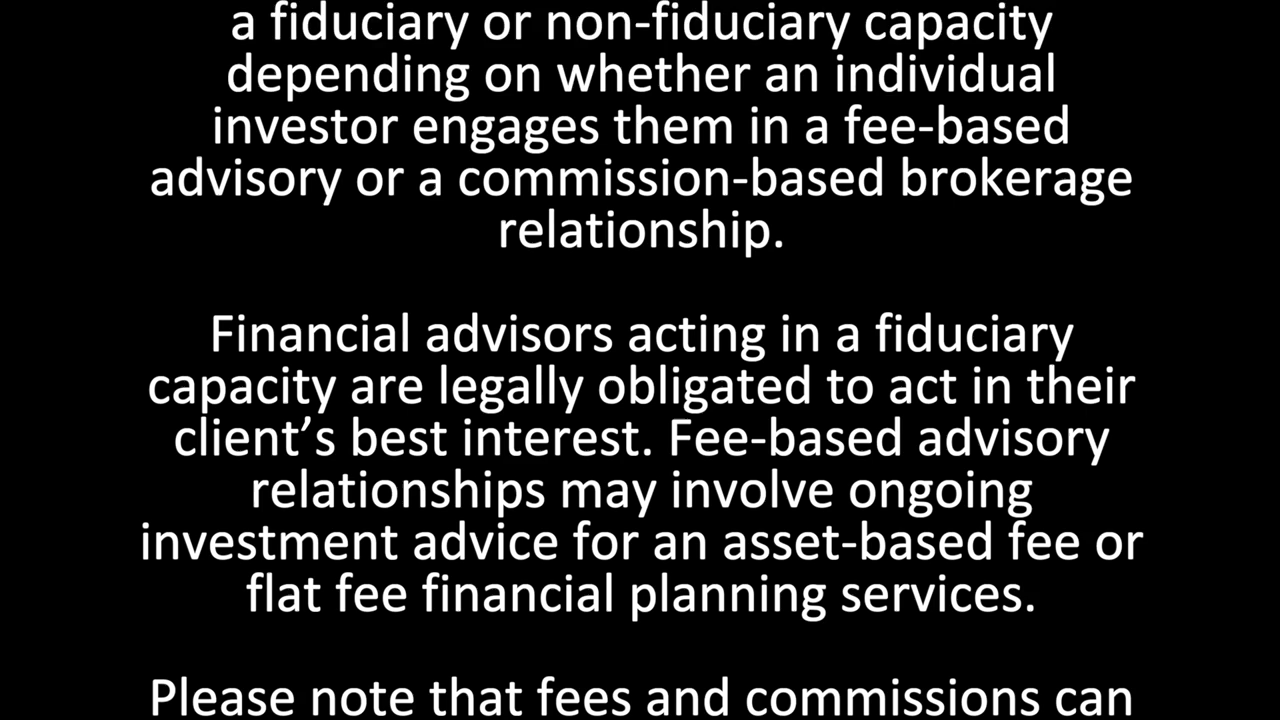 a fiduciary or non-fiduciary capacity
depending on whether an individual
investor engages them in a fee-based
advisory or a commission-based brokerage
relationship.
Financial advisors acting in a fiduciary
capacity are legally obligated to act in their
client’s best interest. Fee-based advisory
relationships may involve ongoing
investment advice for an asset-based fee or
flat fee financial planning services.
Please note that fees and commissions can